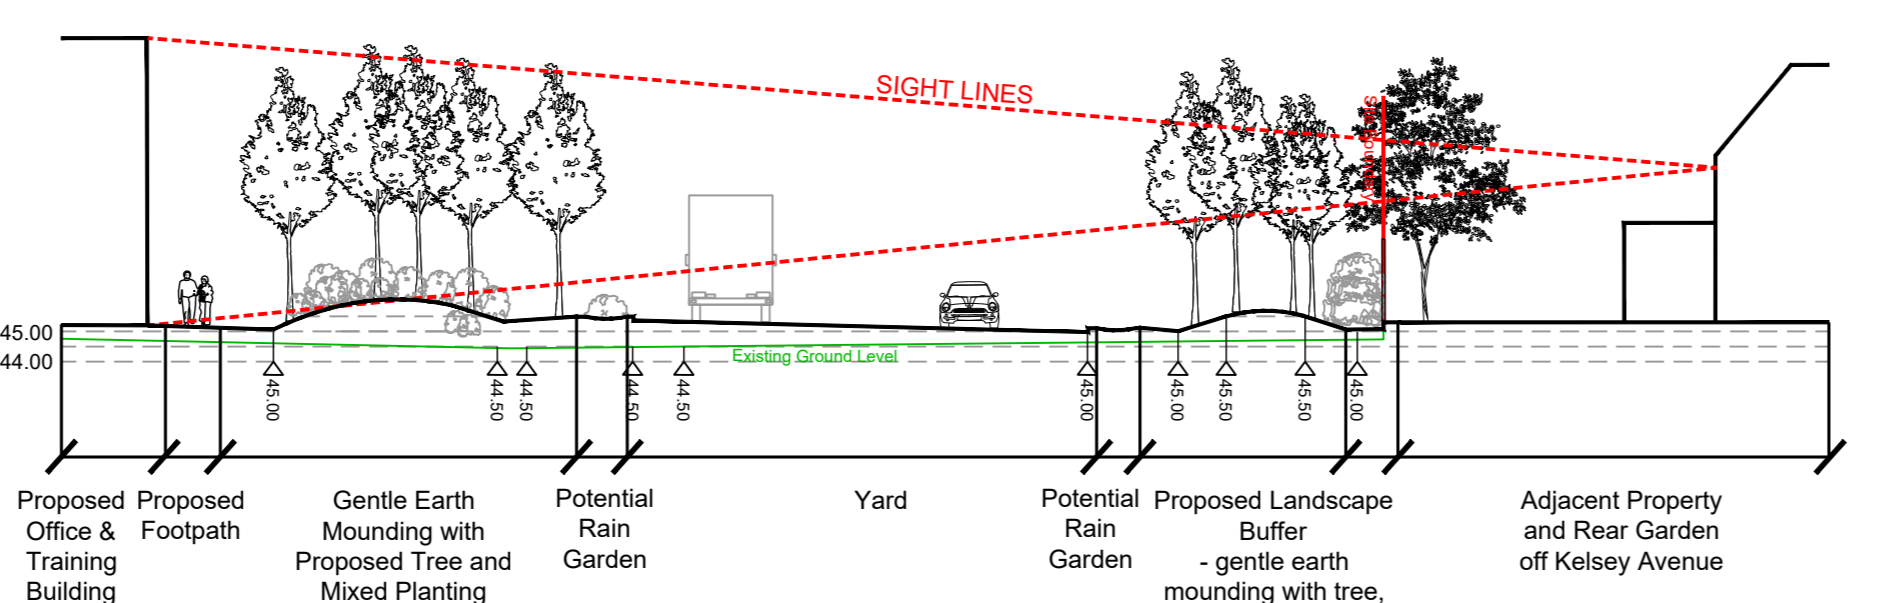 SIGHT LINES
Site Boundary
45.00
44.00
Existing Ground Level
45.00
44.50
44.50
44.50
44.50
45.00
45.00
45.50
45.50
45.00
Proposed
Office &
Training
Building
Proposed
Footpath
Gentle Earth
Mounding with
Proposed Tree and
Mixed Planting
Potential
Rain
Garden
Yard
Potential
Rain
Garden
Proposed Landscape
Buffer
- gentle earth
mounding with tree,
Adjacent Property
and Rear Garden
off Kelsey Avenue